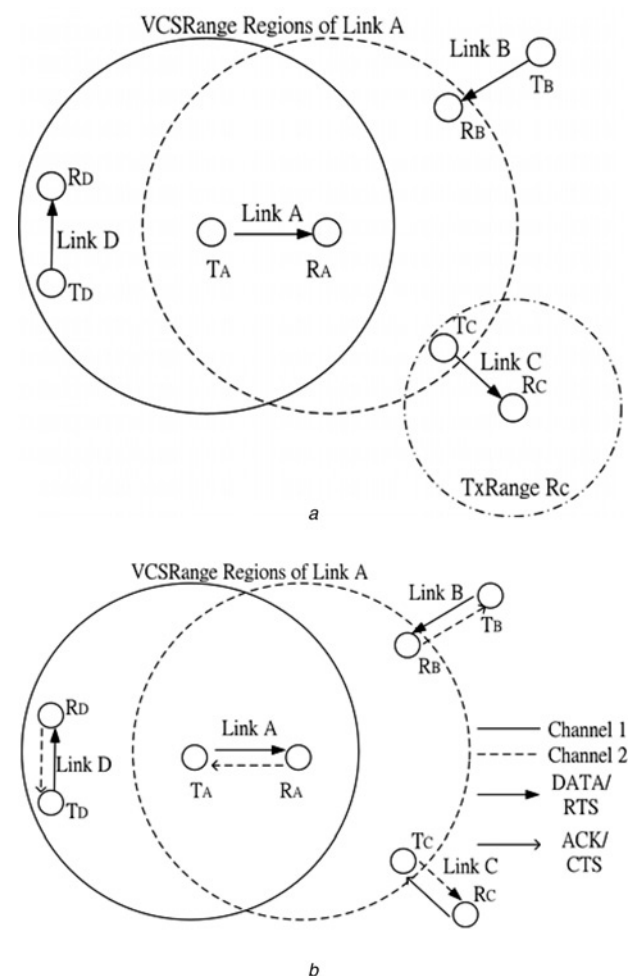 VCSRange Regions of Link A
Link B
TB
RB
RD
Link A
Link D
TA
RA
TD
TC
Link C
RC
TxRange Rc
a
VCSRange Regions of Link A
Link B
TB
RB
RD
Link A
Channel 1
Link D
Channel 2
TA
RA
DATA/
RTS
TD
TC
ACK/
CTS
Link C
RC
b